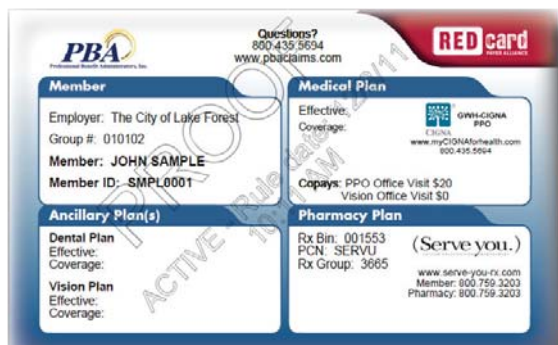 PBA
Professional Benefit Administrators, Inc.
Questions?
800.435.5694
www.pbaclaims.com
RED card
PAYER ALLIANCE
Member
Employer: The City of Lake Forest
Group #: 010102
Member: JOHN SAMPLE
Member ID: SMPL0001
Medical Plan
Effective:
Coverage:
CIGNA
GWH-CIGNA
PPO
www.myCIGNAforhealth.com
800.435.5694
Copays: PPO Office Visit $20
Vision Office Visit $0
Ancillary Plan(s)
Dental Plan
Effective:
Coverage:
Vision Plan
Effective:
Coverage:
Pharmacy Plan
Rx Bin: 001553
PCN: SERVU
Rx Group: 3665
(Serve you.)
www.serve-you-rx.com
Member: 800.759.3203
Pharmacy: 800.759.3203
PROOF
ACTIVE - Rule date:
AM